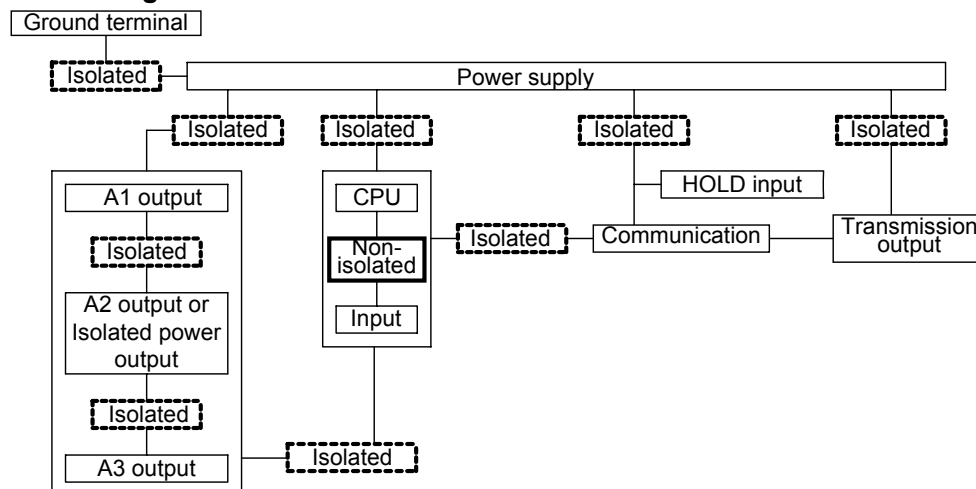 Ground terminal
Isolated
Power supply
Isolated
Isolated
Isolated
Isolated
A1 output
CPU
HOLD input
Isolated
Non-
isolated
Isolated
Communication
Transmission
output
A2 output or
Isolated power
output
Input
Isolated
A3 output
Isolated